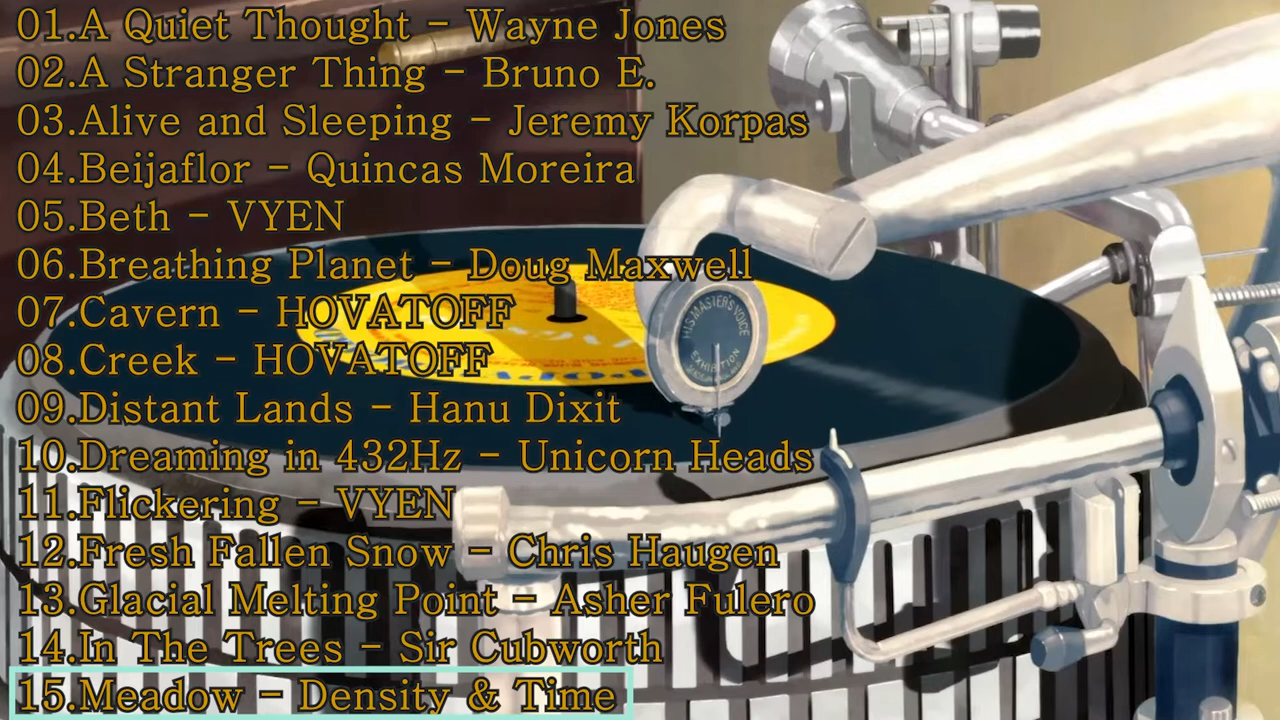 01.A Quiet Thought - Wayne Jones
02.A Stranger Thing - Bruno E.
03.Alive and Sleeping - Jeremy Korpas
04.Beijaflor - Quincas Moreira
05.Beth - VYEN
06.Breathing Planet - Doug Maxwell
07.Cavern - HOVATOFF
08.Creek - HOVATOFF
09.Distant Lands - Hanu Dixit
10.Dreaming in 432Hz - Unicorn Heads
11.Flickering - VYEN
12.Fresh Fallen Snow - Chris Haugen
13.Glacial Melting Point - Asher Fulero
14.In The Trees - Sir Cubworth
15.Meadow - Density & Time
HIS MASTER'S VOICE
EXHIBITION